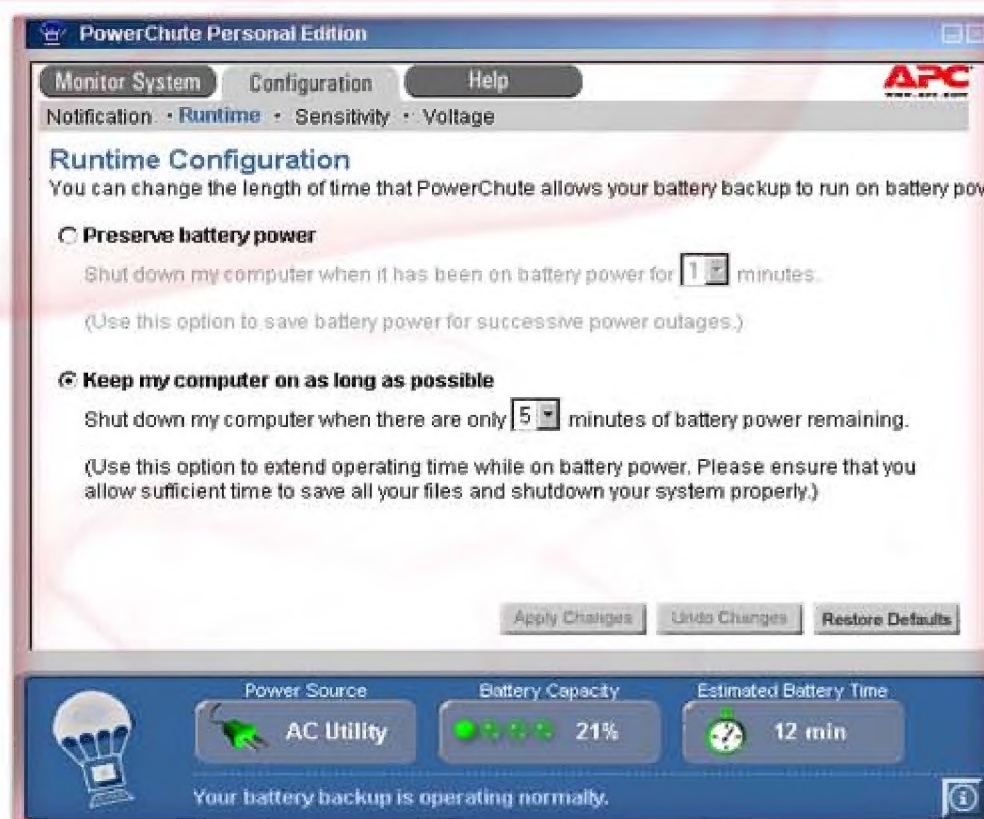 PowerChute Personal Edition
Monitor System Configuration Help
APC
Notification · Runtime · Sensitivity · Voltage
Runtime Configuration
You can change the length of time that PowerChute allows your battery backup to run on battery pow
Preserve battery power
Shut down my computer when it has been on battery power for 1 minutes.
(Use this option to save battery power for successive power outages.)
Keep my computer on as long as possible
Shut down my computer when there are only 5 minutes of battery power remaining.
(Use this option to extend operating time while on battery power. Please ensure that you
allow sufficient time to save all your files and shutdown your system properly.)
Apply Changes Undo Changes Restore Defaults
Power Source Battery Capacity Estimated Battery Time
AC Utility 21% 12 min
Your battery backup is operating normally.